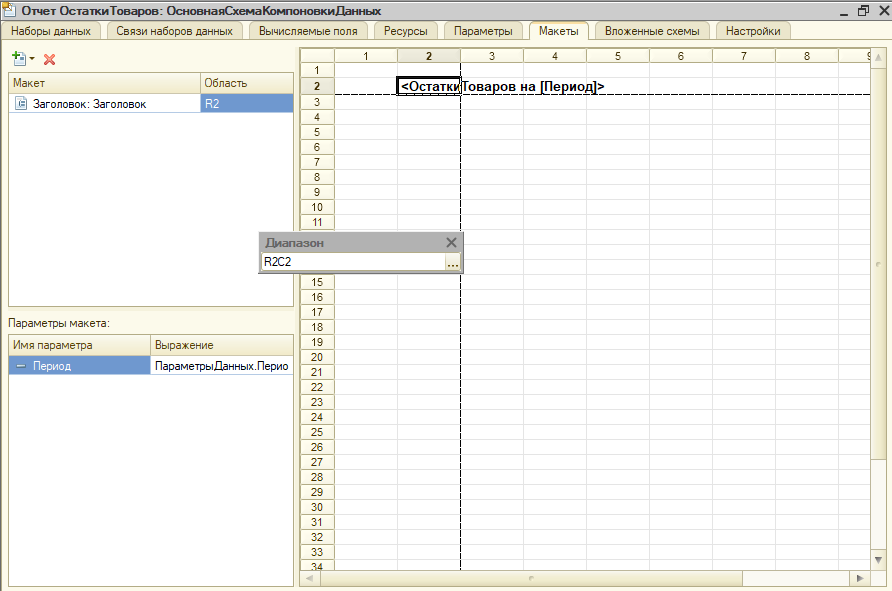 Отчет ОстаткиТоваров: ОсновнаяСхемаКомпоновкиДанных
Наборы данных Связи наборов данных Вычисляемые поля Ресурсы Параметры Макеты Вложенные схемы Настройки
Макет Область
Заголовок: Заголовок R2
1 2 3 4 5 6 7 8 9
1
2 <ОстаткиТоваров на [Период]>
3
4
5
6
7
8
9
10
11
Диапазон
R2C2 ...
15
16
17
18
Параметры макета:
19
Имя параметра Выражение
20
Период ПараметрыДанных.Перио
21
22
23
24
25
26
27
28
29
30
31
32
33
34